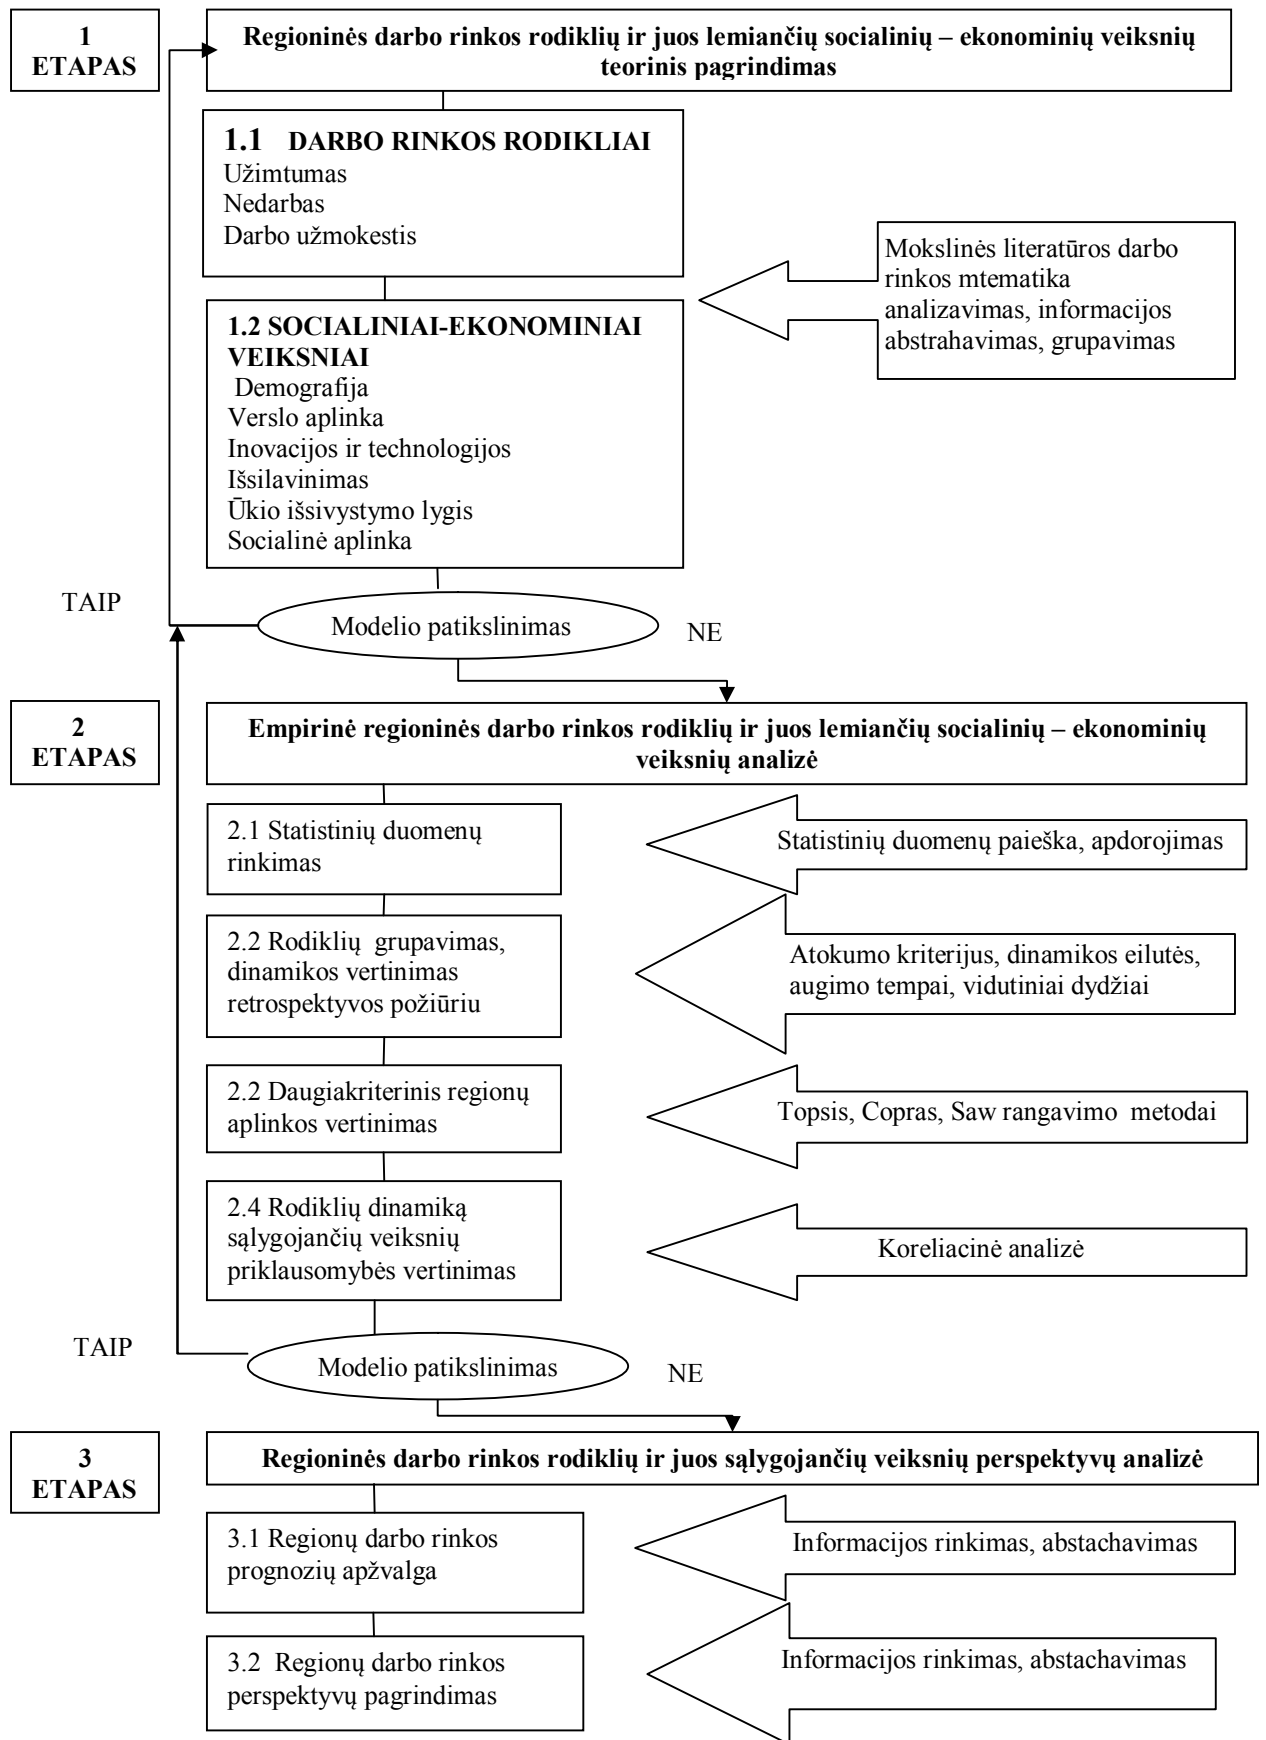 1
ETAPAS
Regioninės darbo rinkos rodiklių ir juos lemiančių socialinių – ekonominių veiksnių
teorinis pagrindimas
1.1 DARBO RINKOS RODIKLIAI
Užimtumas
Nedarbas
Darbo užmokestis
Mokslinės literatūros darbo
rinkos mtematika
analizavimas, informacijos
abstrahavimas, grupavimas
1.2 SOCIALINIAI-EKONOMINIAI
VEIKSNIAI
Demografija
Verslo aplinka
Inovacijos ir technologijos
Išsilavinimas
Ūkio išsivystymo lygis
Socialinė aplinka
TAIP
Modelio patikslinimas
NE
2
ETAPAS
Empirinė regioninės darbo rinkos rodiklių ir juos lemiančių socialinių – ekonominių
veiksnių analizė
2.1 Statistinių duomenų
rinkimas
Statistinių duomenų paieška, apdorojimas
2.2 Rodiklių grupavimas,
dinamikos vertinimas
retrospektyvos požiūriu
Atokumo kriterijus, dinamikos eilutės,
augimo tempai, vidutiniai dydžiai
2.2 Daugiakriterinis regionų
aplinkos vertinimas
Topsis, Copras, Saw rangavimo metodai
2.4 Rodiklių dinamiką
sąlygojančių veiksnių
priklausomybės vertinimas
Koreliacinė analizė
TAIP
Modelio patikslinimas
NE
3
ETAPAS
Regioninės darbo rinkos rodiklių ir juos sąlygojančių veiksnių perspektyvų analizė
3.1 Regionų darbo rinkos
prognozių apžvalga
Informacijos rinkimas, abstachavimas
3.2 Regionų darbo rinkos
perspektyvų pagrindimas
Informacijos rinkimas, abstachavimas